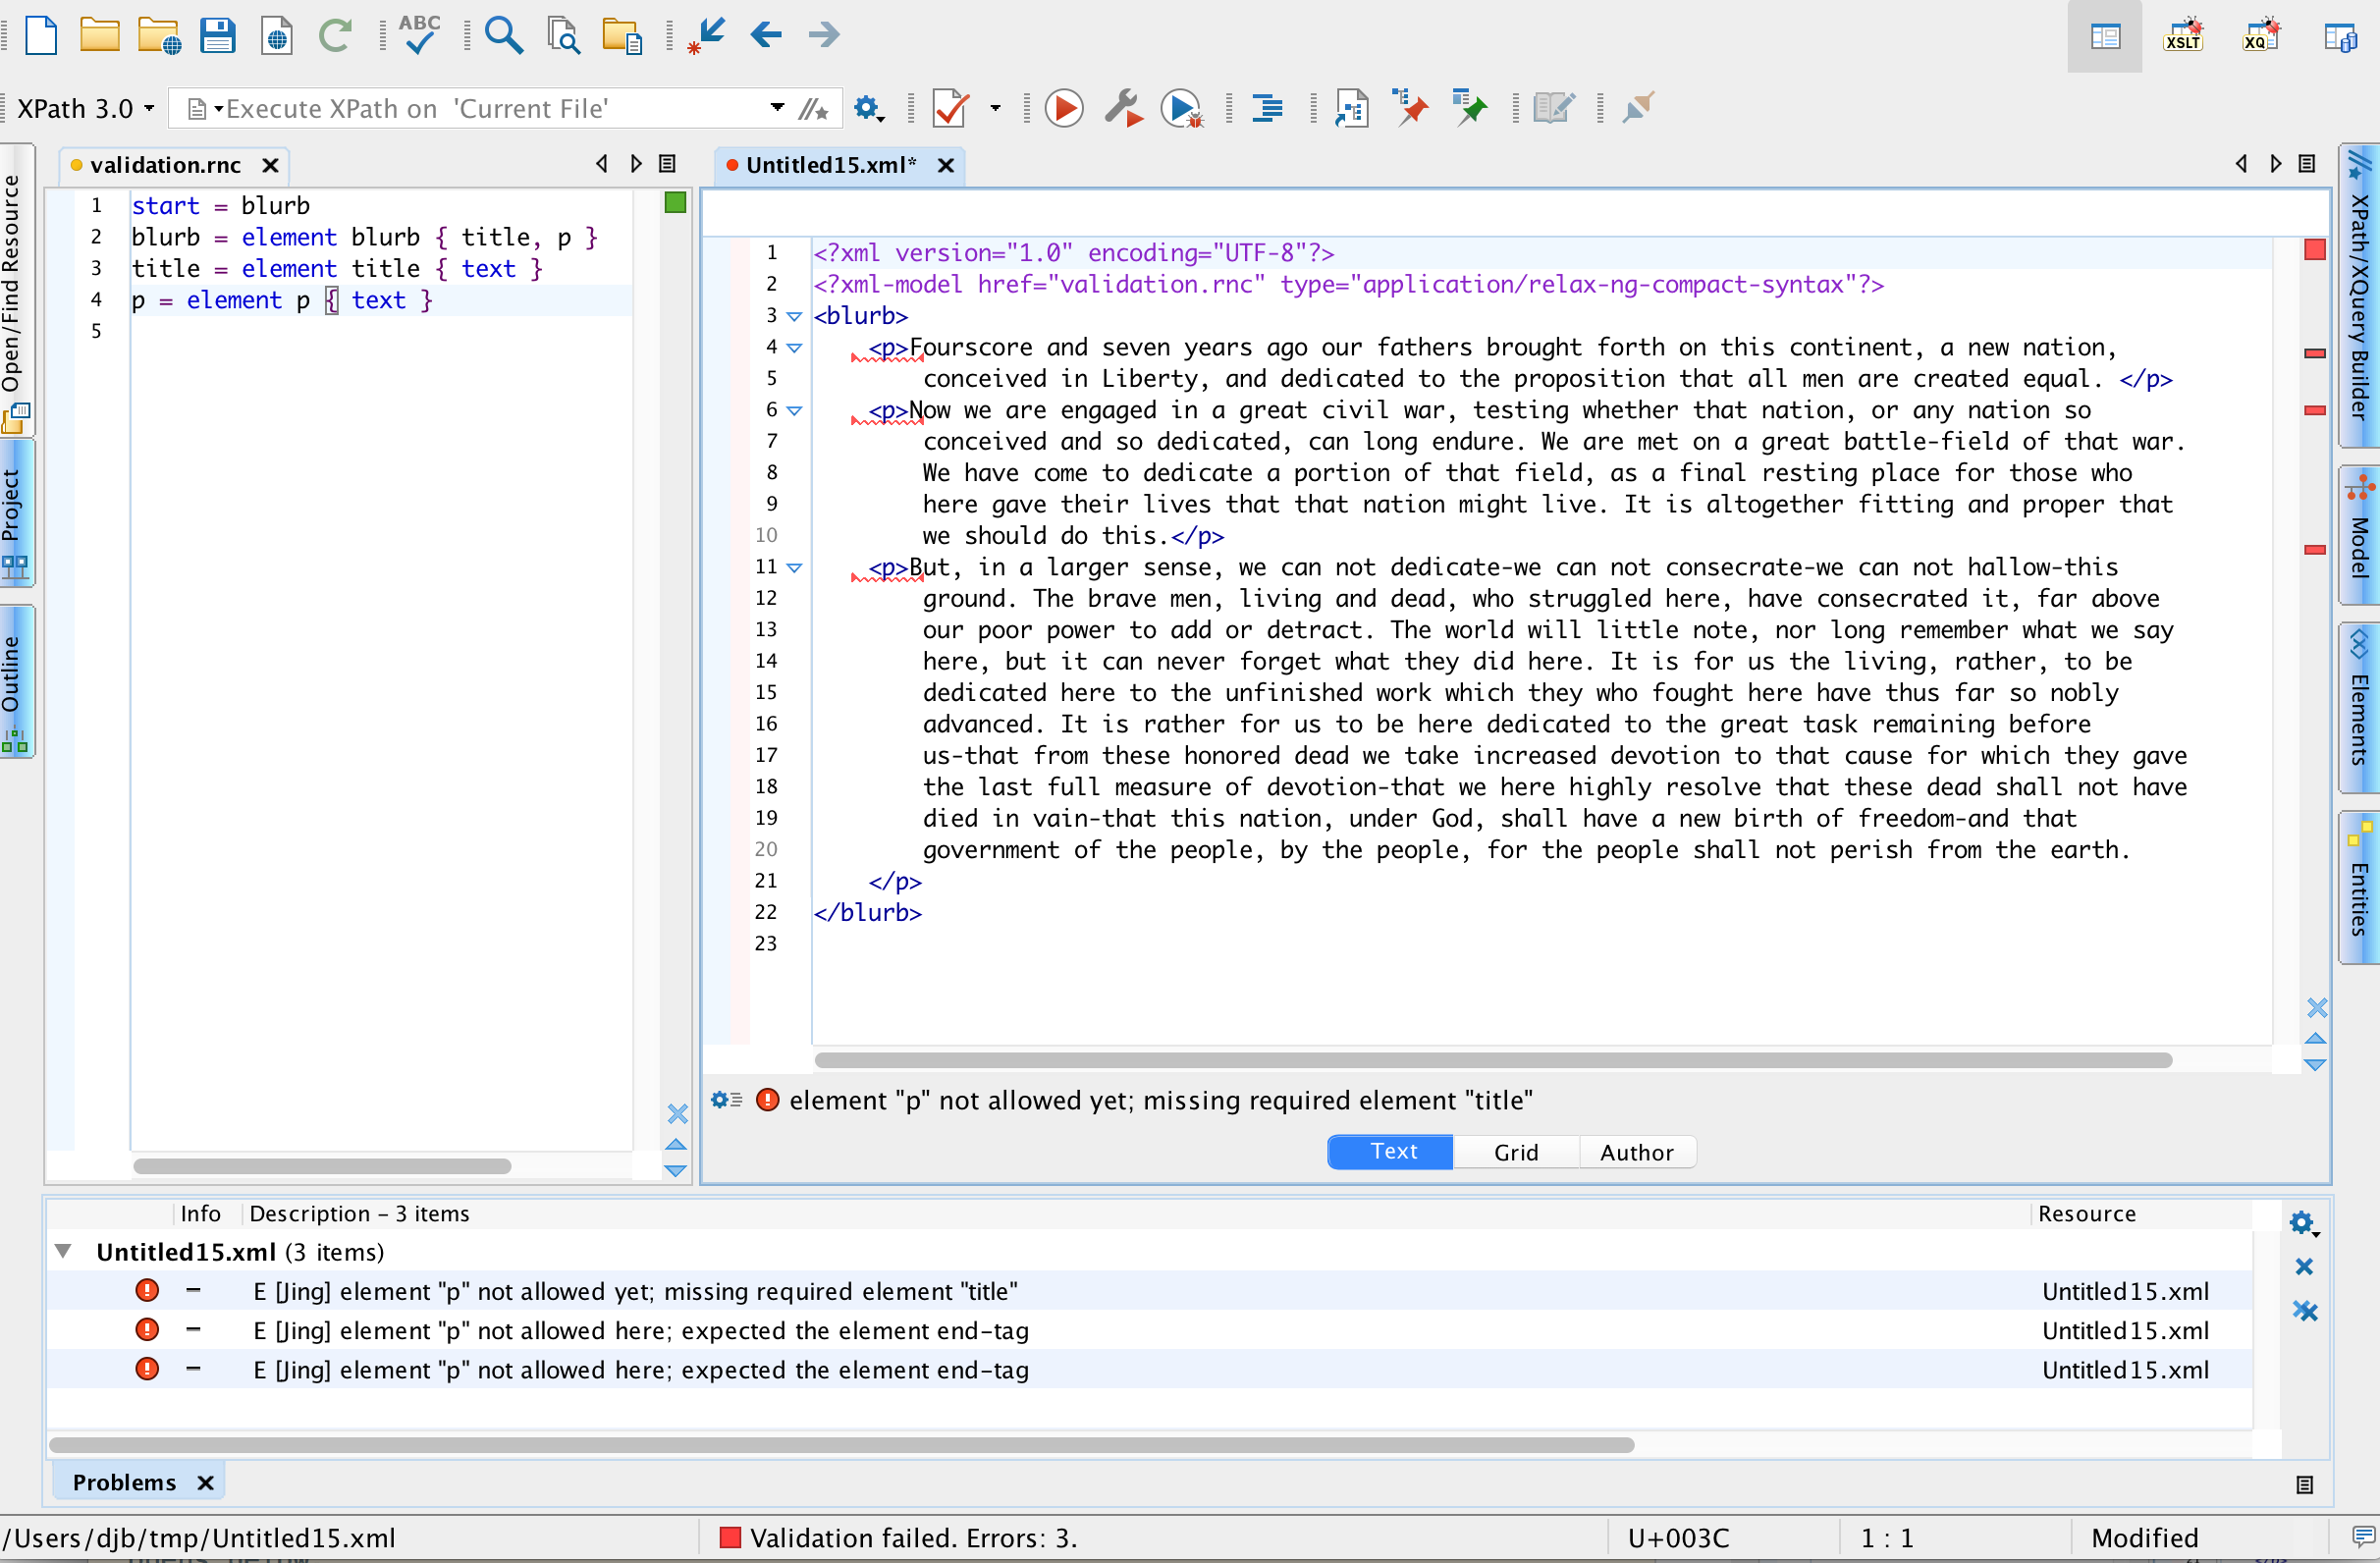 ABC
XSLT
XQ
XPath 3.0
Execute XPath on 'Current File'
Open/Find Resource
Project
Outline
validation.rnc
1 start = blurb
2 blurb = element blurb { title, p }
3 title = element title { text }
4 p = element p { text }
5
Untitled15.xml*
1 <?xml version="1.0" encoding="UTF-8"?>
2 <?xml-model href="validation.rnc" type="application/relax-ng-compact-syntax"?>
3 <blurb>
4 <p>Fourscore and seven years ago our fathers brought forth on this continent, a new nation,
5 conceived in Liberty, and dedicated to the proposition that all men are created equal. </p>
6 <p>Now we are engaged in a great civil war, testing whether that nation, or any nation so
7 conceived and so dedicated, can long endure. We are met on a great battle-field of that war.
8 We have come to dedicate a portion of that field, as a final resting place for those who
9 here gave their lives that that nation might live. It is altogether fitting and proper that
10 we should do this.</p>
11 <p>But, in a larger sense, we can not dedicate-we can not consecrate-we can not hallow-this
12 ground. The brave men, living and dead, who struggled here, have consecrated it, far above
13 our poor power to add or detract. The world will little note, nor long remember what we say
14 here, but it can never forget what they did here. It is for us the living, rather, to be
15 dedicated here to the unfinished work which they who fought here have thus far so nobly
16 advanced. It is rather for us to be here dedicated to the great task remaining before
17 us-that from these honored dead we take increased devotion to that cause for which they gave
18 the last full measure of devotion-that we here highly resolve that these dead shall not have
19 died in vain-that this nation, under God, shall have a new birth of freedom-and that
20 government of the people, by the people, for the people shall not perish from the earth.
21 </p>
22 </blurb>
23
XPath/XQuery Builder
Model
Elements
Entities
element "p" not allowed yet; missing required element "title"
Text Grid Author
Info Description – 3 items Resource
Untitled15.xml (3 items)
E [Jing] element "p" not allowed yet; missing required element "title" Untitled15.xml
E [Jing] element "p" not allowed here; expected the element end-tag Untitled15.xml
E [Jing] element "p" not allowed here; expected the element end-tag Untitled15.xml
Problems
/Users/djb/tmp/Untitled15.xml Validation failed. Errors: 3. U+003C 1 : 1 Modified